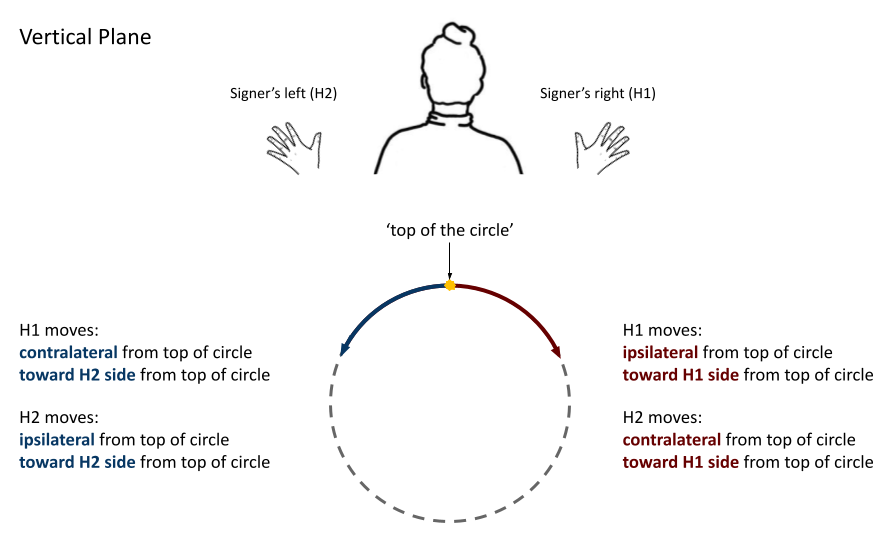 Vertical Plane
Signer's left (H2)
Signer's right (H1)
‘top of the circle’
H1 moves:
contralateral from top of circle
toward H2 side from top of circle
H2 moves:
ipsilateral from top of circle
toward H2 side from top of circle
H1 moves:
ipsilateral from top of circle
toward H1 side from top of circle
H2 moves:
contralateral from top of circle
toward H1 side from top of circle